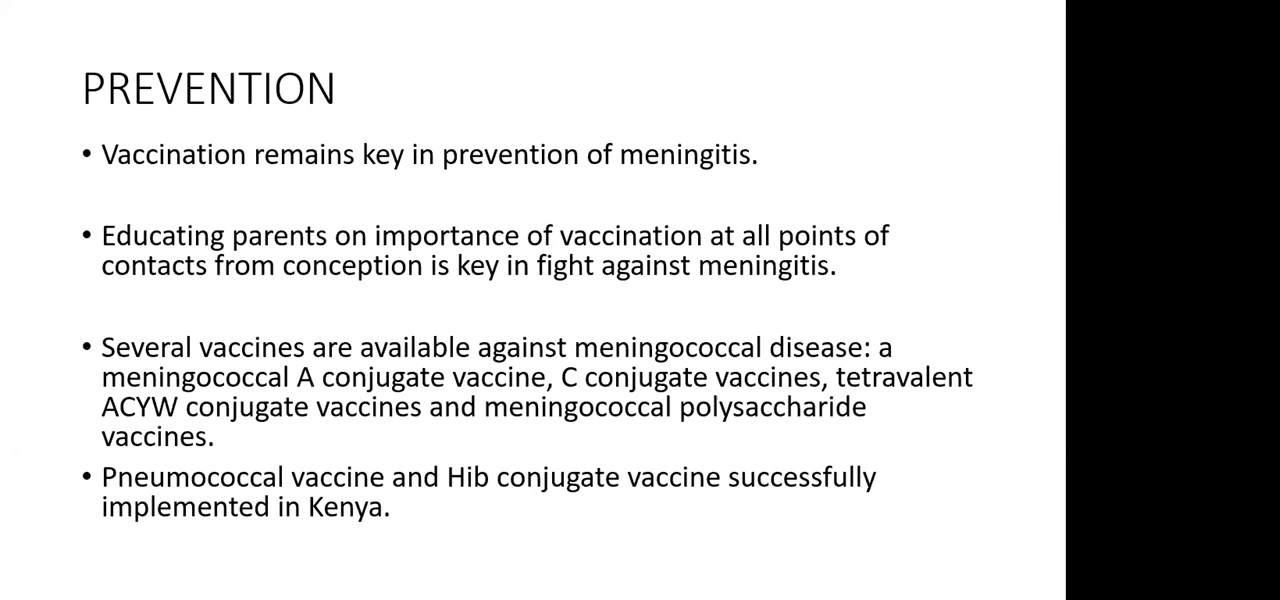 PREVENTION
• Vaccination remains key in prevention of meningitis.
• Educating parents on importance of vaccination at all points of
contacts from conception is key in fight against meningitis.
• Several vaccines are available against meningococcal disease: a
meningococcal A conjugate vaccine, C conjugate vaccines, tetravalent
ACYW conjugate vaccines and meningococcal polysaccharide
vaccines.
• Pneumococcal vaccine and Hib conjugate vaccine successfully
implemented in Kenya.